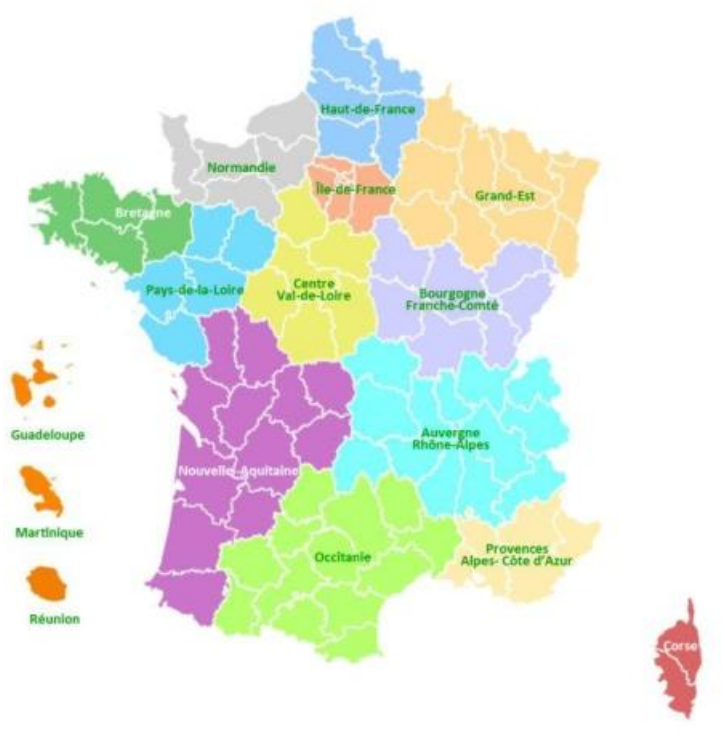 Haut-de-France
Normandie
Île-de-France
Grand-Est
Bretagne
Pays-de-la-Loire
Centre
Val-de-Loire
Bourgogne
Franche-Comté
Guadeloupe
Auvergne
Rhône-Alpes
Nouvelle-Aquitaine
Martinique
Occitanie
Provences
Alpes- Côte d'Azur
Réunion
Corse